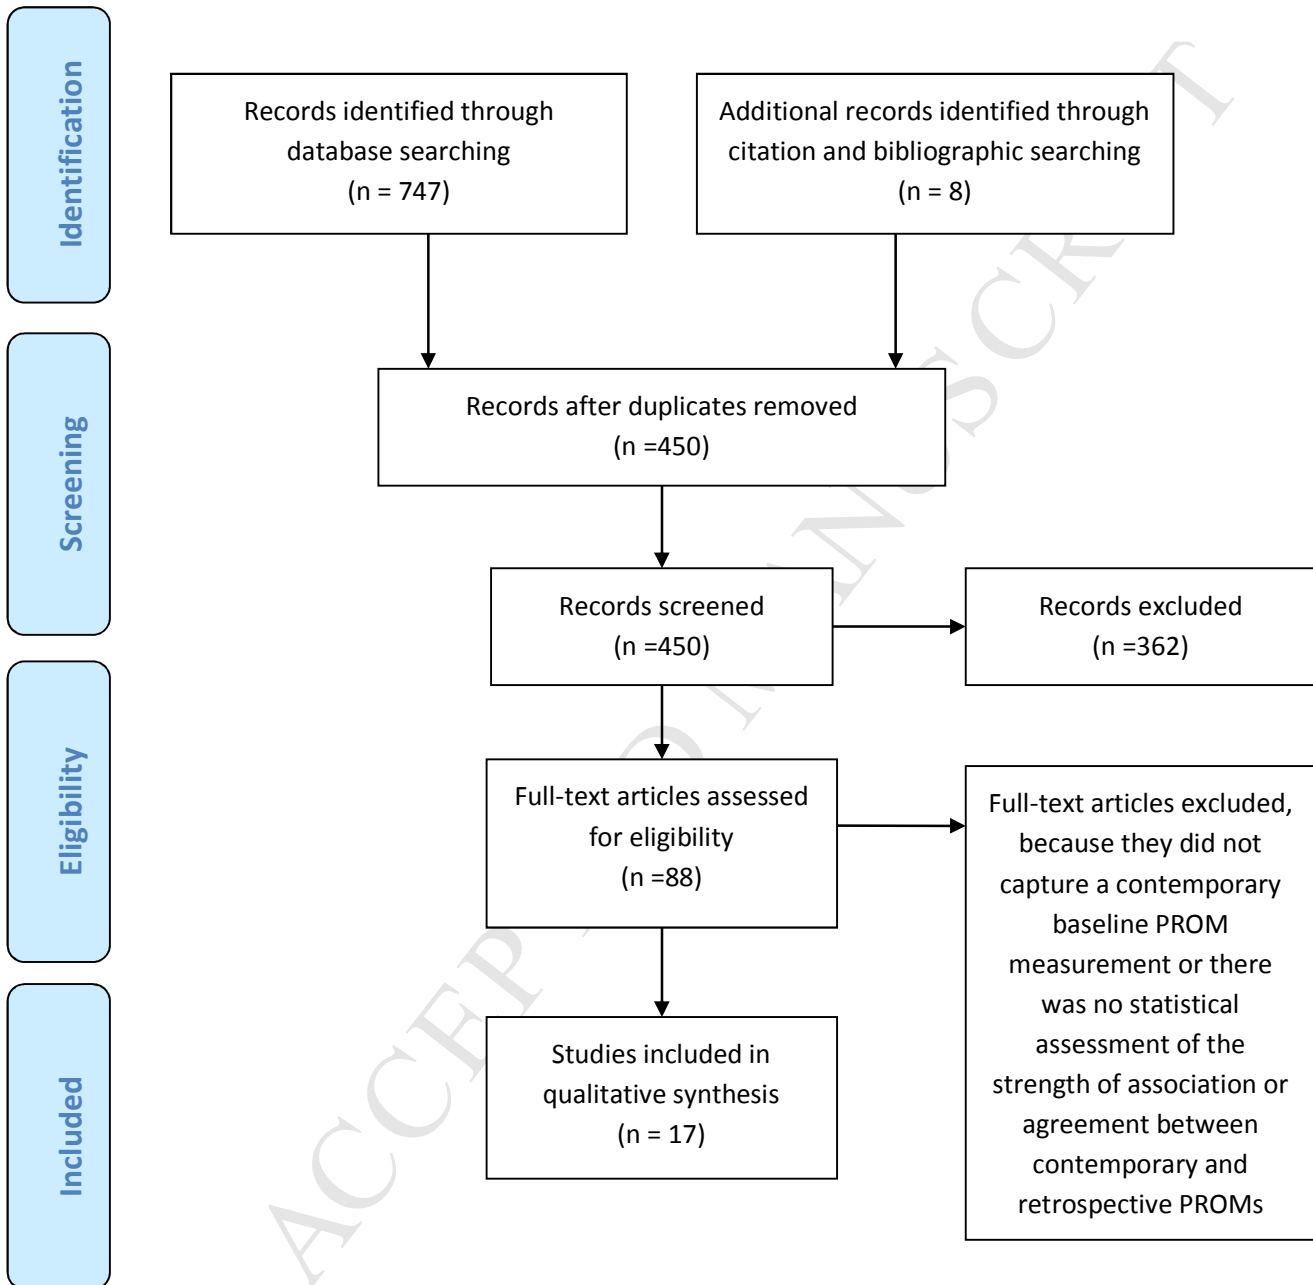 Identification
Records identified through
database searching
(n = 747)
Additional records identified through
citation and bibliographic searching
(n = 8)
Screening
Records after duplicates removed
(n =450)
Records screened
(n =450)
Records excluded
(n =362)
Eligibility
Full-text articles assessed
for eligibility
(n =88)
Full-text articles excluded,
because they did not
capture a contemporary
baseline PROM
measurement or there
was no statistical
assessment of the
strength of association or
agreement between
contemporary and
retrospective PROMs
Included
Studies included in
qualitative synthesis
(n = 17)
ACCEPTED MANUSCRIPT